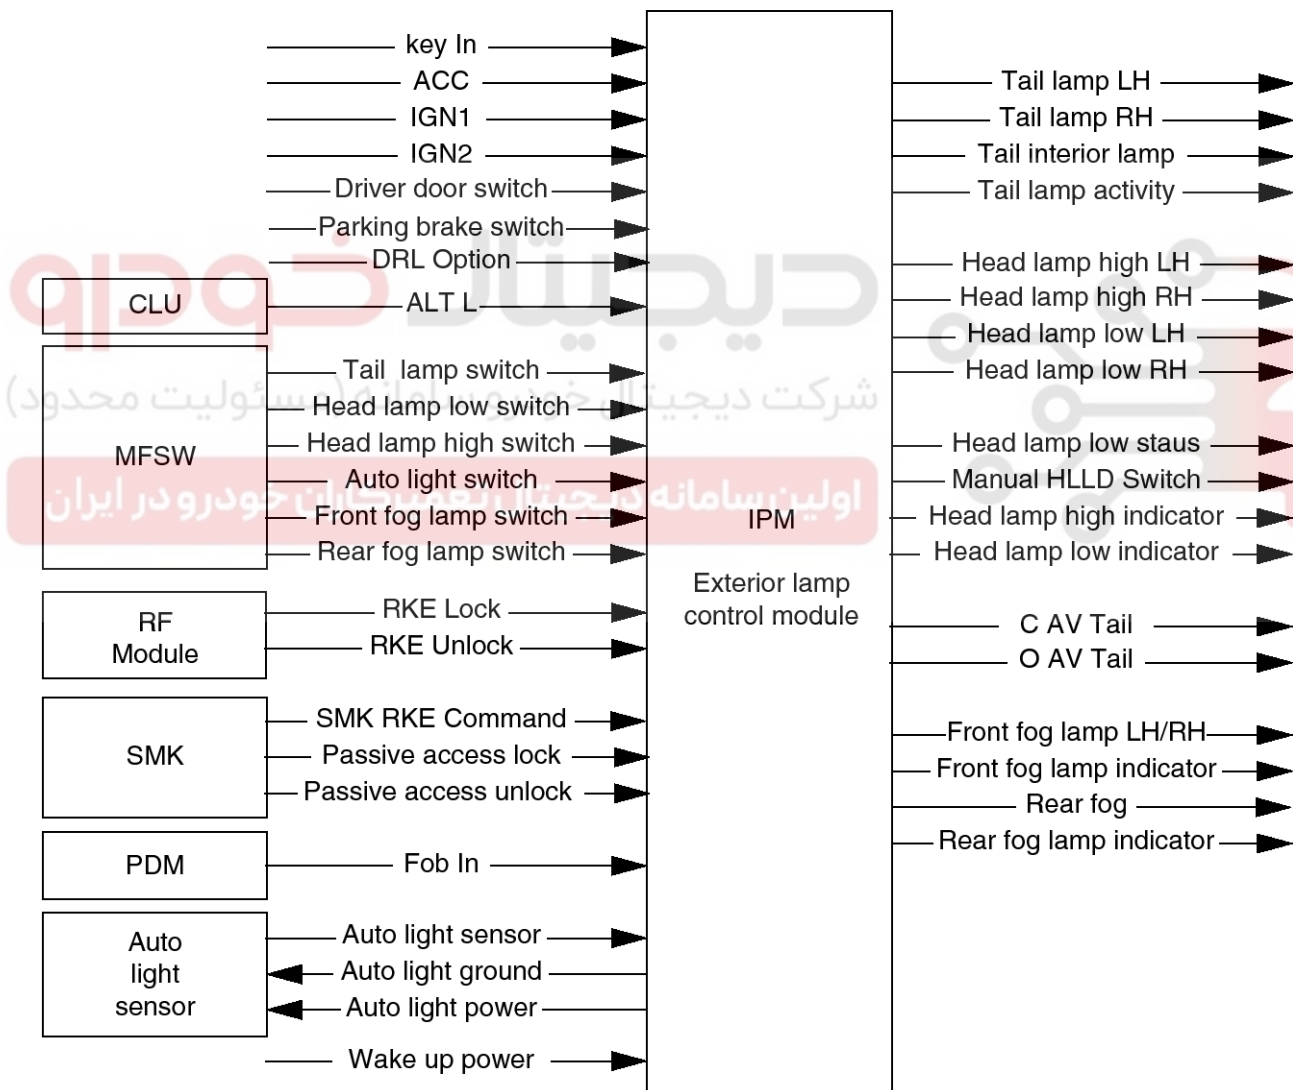 key In
ACC
IGN1
IGN2
Driver door switch
Parking brake switch
DRL Option
CLU
ALT L
MFSW
Tail lamp switch
Head lamp low switch
Head lamp high switch
Auto light switch
Front fog lamp switch
Rear fog lamp switch
RF
Module
RKE Lock
RKE Unlock
SMK
SMK RKE Command
Passive access lock
Passive access unlock
PDM
Fob In
Auto
light
sensor
Auto light sensor
Auto light ground
Auto light power
Wake up power
IPM
Exterior lamp
control module
Tail lamp LH
Tail lamp RH
Tail interior lamp
Tail lamp activity
Head lamp high LH
Head lamp high RH
Head lamp low LH
Head lamp low RH
Head lamp low staus
Manual HLLD Switch
Head lamp high indicator
Head lamp low indicator
C AV Tail
O AV Tail
Front fog lamp LH/RH
Front fog lamp indicator
Rear fog
Rear fog lamp indicator
دیجیتال خودرو
شرکت دیجیتال خودرو سامانه (مسئولیت محدود)
اولین سامانه دیجیتال تعمیرکاران خودرو در ایران